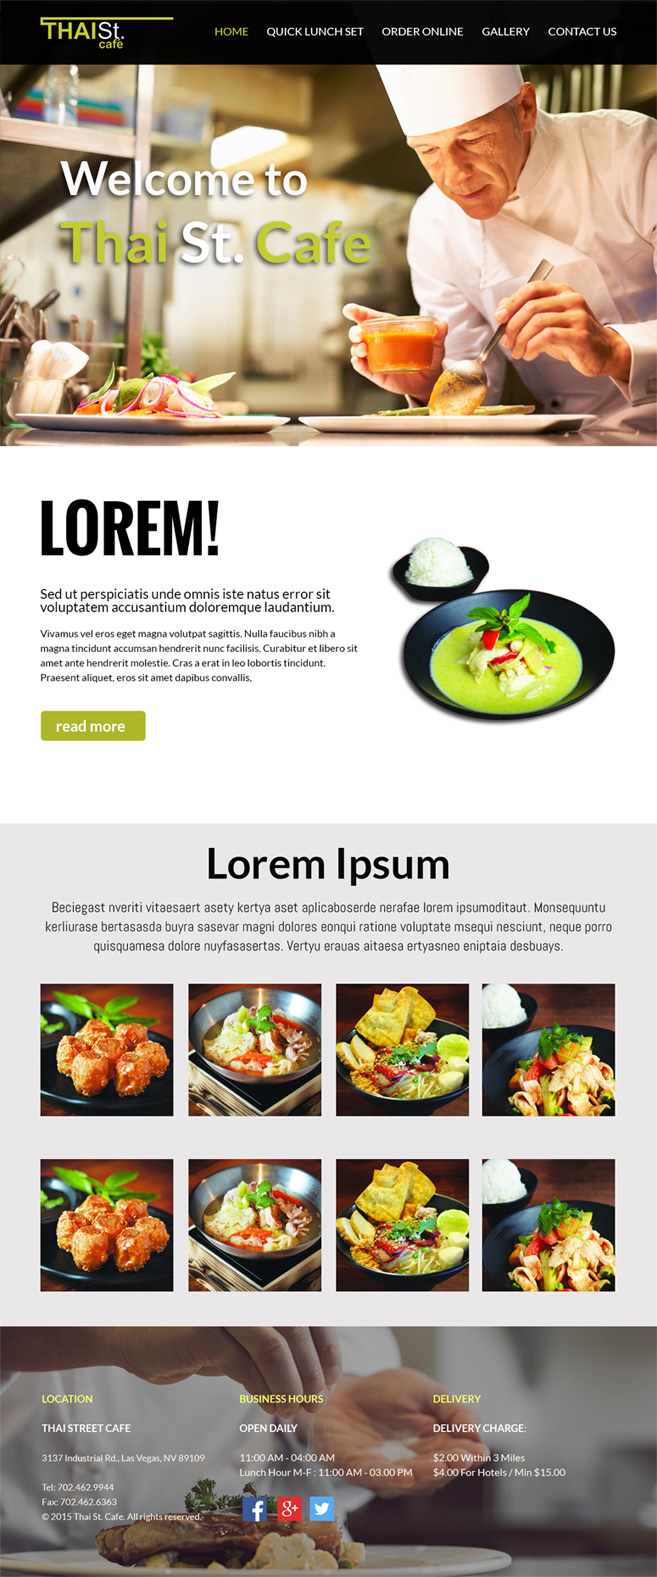 THAI St.
cafe
HOME QUICK LUNCH SET ORDER ONLINE GALLERY CONTACT US
Welcome to
Thai St. Cafe
LOREM!
Sed ut perspiciatis unde omnis iste natus error sit
voluptatem accusantium doloremque laudantium.
Vivamus vel eros eget magna volutpat sagittis. Nulla faucibus nibh a
magna tincidunt accumsan hendrerit nunc facilisis. Curabitur et libero sit
amet ante hendrerit molestie. Cras a erat in leo lobortis tincidunt.
Praesent aliquet, eros sit amet dapibus convallis,
read more
Lorem Ipsum
Beciegast nveriti vitaesaert asety kertya aset aplicaboserde nerafae lorem ipsumoditaut. Monsequuntu
kerliurase bertasasda buyra sasevar magni dolores eonqui ratione voluptate msequi nesciunt, neque porro
quisquamesa dolore nuyfasasertas. Vertyu erauas aitaesa ertyasneo eniptaia desbuays.
LOCATION
THAI STREET CAFE
3137 Industrial Rd., Las Vegas, NV 89109
Tel: 702.462.9944
Fax: 702.462.6363
© 2015 Thai St. Cafe. All rights reserved.
BUSINESS HOURS
OPEN DAILY
11:00 AM - 04:00 AM
Lunch Hour M-F : 11:00 AM - 03.00 PM
DELIVERY
DELIVERY CHARGE:
$2.00 Within 3 Miles
$4.00 For Hotels / Min $15.00